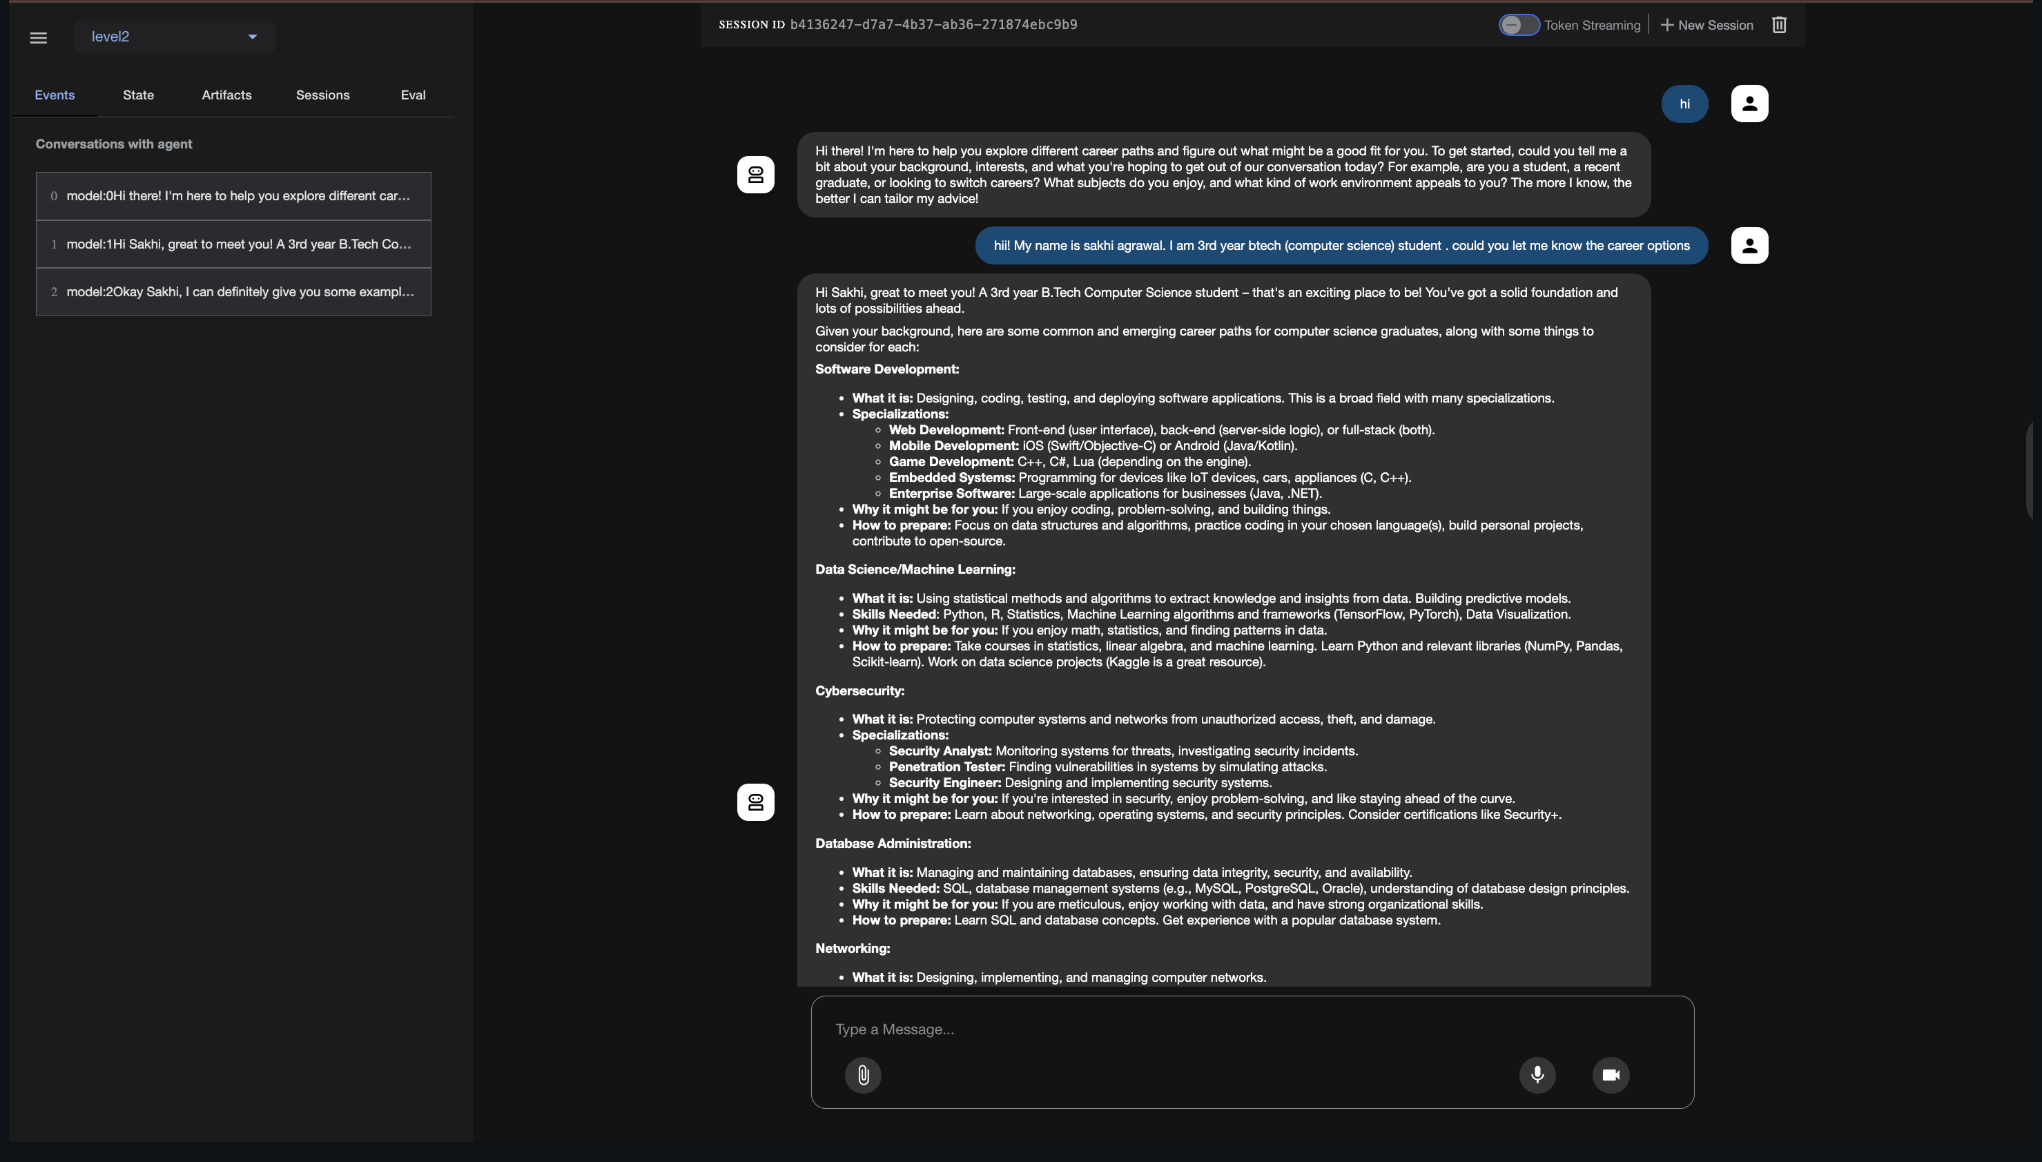 level2
SESSION ID b4136247-d7a7-4b37-ab36-271874ebc9b9
Token Streaming
New Session
Events State Artifacts Sessions Eval
Conversations with agent
0 model:0Hi there! I'm here to help you explore different car...
1 model:1Hi Sakhi, great to meet you! A 3rd year B.Tech Co...
2 model:2Okay Sakhi, I can definitely give you some exampl...
hi
Hi there! I'm here to help you explore different career paths and figure out what might be a good fit for you. To get started, could you tell me a
bit about your background, interests, and what you're hoping to get out of our conversation today? For example, are you a student, a recent
graduate, or looking to switch careers? What subjects do you enjoy, and what kind of work environment appeals to you? The more I know, the
better I can tailor my advice!
hii! My name is sakhi agrawal. I am 3rd year btech (computer science) student . could you let me know the career options
Hi Sakhi, great to meet you! A 3rd year B.Tech Computer Science student – that's an exciting place to be! You've got a solid foundation and
lots of possibilities ahead.
Given your background, here are some common and emerging career paths for computer science graduates, along with some things to
consider for each:
Software Development:
• What it is: Designing, coding, testing, and deploying software applications. This is a broad field with many specializations.
• Specializations:
◦ Web Development: Front-end (user interface), back-end (server-side logic), or full-stack (both).
◦ Mobile Development: iOS (Swift/Objective-C) or Android (Java/Kotlin).
◦ Game Development: C++, C#, Lua (depending on the engine).
◦ Embedded Systems: Programming for devices like IoT devices, cars, appliances (C, C++).
◦ Enterprise Software: Large-scale applications for businesses (Java, .NET).
• Why it might be for you: If you enjoy coding, problem-solving, and building things.
• How to prepare: Focus on data structures and algorithms, practice coding in your chosen language(s), build personal projects,
contribute to open-source.
Data Science/Machine Learning:
• What it is: Using statistical methods and algorithms to extract knowledge and insights from data. Building predictive models.
• Skills Needed: Python, R, Statistics, Machine Learning algorithms and frameworks (TensorFlow, PyTorch), Data Visualization.
• Why it might be for you: If you enjoy math, statistics, and finding patterns in data.
• How to prepare: Take courses in statistics, linear algebra, and machine learning. Learn Python and relevant libraries (NumPy, Pandas,
Scikit-learn). Work on data science projects (Kaggle is a great resource).
Cybersecurity:
• What it is: Protecting computer systems and networks from unauthorized access, theft, and damage.
• Specializations:
◦ Security Analyst: Monitoring systems for threats, investigating security incidents.
◦ Penetration Tester: Finding vulnerabilities in systems by simulating attacks.
◦ Security Engineer: Designing and implementing security systems.
• Why it might be for you: If you're interested in security, enjoy problem-solving, and like staying ahead of the curve.
• How to prepare: Learn about networking, operating systems, and security principles. Consider certifications like Security+.
Database Administration:
• What it is: Managing and maintaining databases, ensuring data integrity, security, and availability.
• Skills Needed: SQL, database management systems (e.g., MySQL, PostgreSQL, Oracle), understanding of database design principles.
• Why it might be for you: If you are meticulous, enjoy working with data, and have strong organizational skills.
• How to prepare: Learn SQL and database concepts. Get experience with a popular database system.
Networking:
• What it is: Designing, implementing, and managing computer networks.
Type a Message...